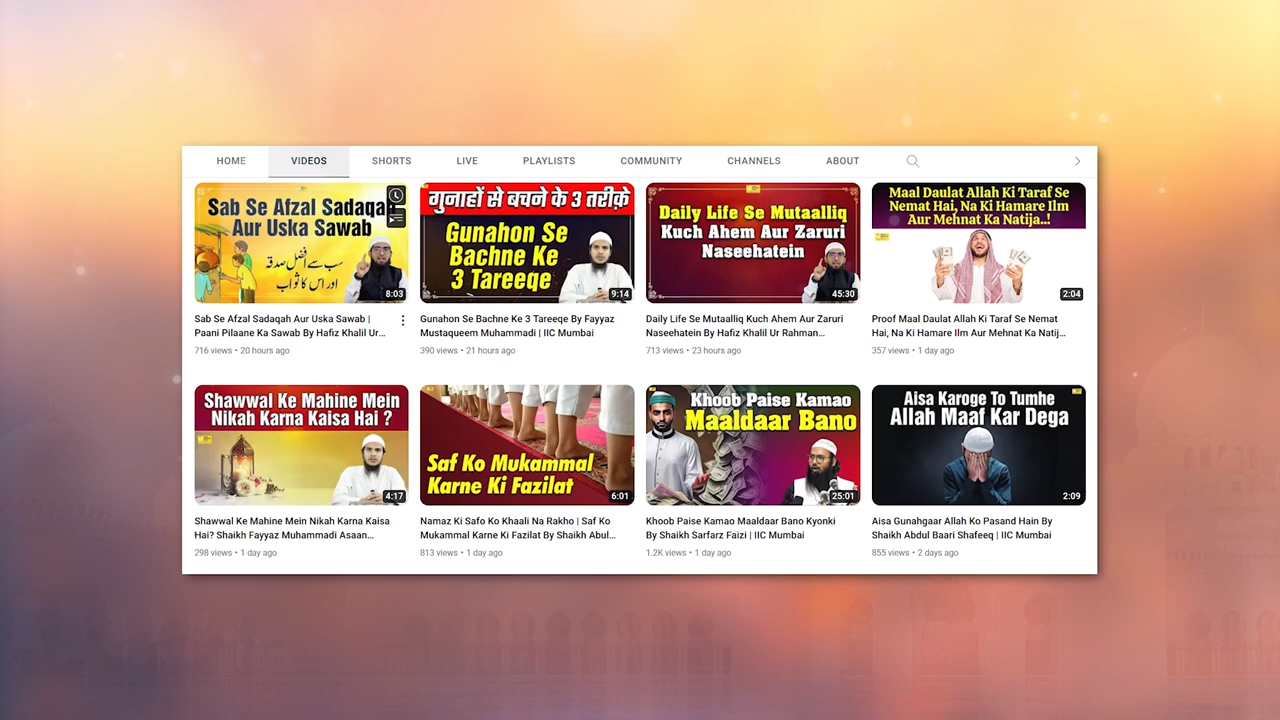 HOME VIDEOS SHORTS LIVE PLAYLISTS COMMUNITY CHANNELS ABOUT
Sab Se Afzal Sadaqah
Aur Uska Sawab
سب سے افضل صدقہ
اور اس کا ثواب
8:03
गुनाहों से बचने के 3 तरीक़े
Gunahon Se
Bachne Ke
3 Tareeqe
9:14
Daily Life Se Mutaalliq
Kuch Ahem Aur Zaruri
Naseehatein
45:30
Maal Daulat Allah Ki Taraf Se
Nemat Hai, Na Ki Hamare Ilm
Aur Mehnat Ka Natija..!
2:04
Sab Se Afzal Sadaqah Aur Uska Sawab |
Paani Pilaane Ka Sawab By Hafiz Khalil Ur...
716 views • 20 hours ago
Gunahon Se Bachne Ke 3 Tareeqe By Fayyaz
Mustaqueem Muhammadi | IIC Mumbai
390 views • 21 hours ago
Daily Life Se Mutaalliq Kuch Ahem Aur Zaruri
Naseehatein By Hafiz Khalil Ur Rahman...
713 views • 23 hours ago
Proof Maal Daulat Allah Ki Taraf Se Nemat
Hai, Na Ki Hamare Ilm Aur Mehnat Ka Natij...
357 views • 1 day ago
Shawwal Ke Mahine Mein
Nikah Karna Kaisa Hai ?
4:17
Saf Ko Mukammal
Karne Ki Fazilat
6:01
Khoob Paise Kamao
Maaldaar Bano
25:01
Aisa Karoge To Tumhe
Allah Maaf Kar Dega
2:09
Shawwal Ke Mahine Mein Nikah Karna Kaisa
Hai? Shaikh Fayyaz Muhammadi Asaan...
298 views • 1 day ago
Namaz Ki Safo Ko Khaali Na Rakho | Saf Ko
Mukammal Karne Ki Fazilat By Shaikh Abul...
813 views • 1 day ago
Khoob Paise Kamao Maaldaar Bano Kyonki
By Shaikh Sarfarz Faizi | IIC Mumbai
1.2K views • 1 day ago
Aisa Gunahgaar Allah Ko Pasand Hain By
Shaikh Abdul Baari Shafeeq | IIC Mumbai
855 views • 2 days ago